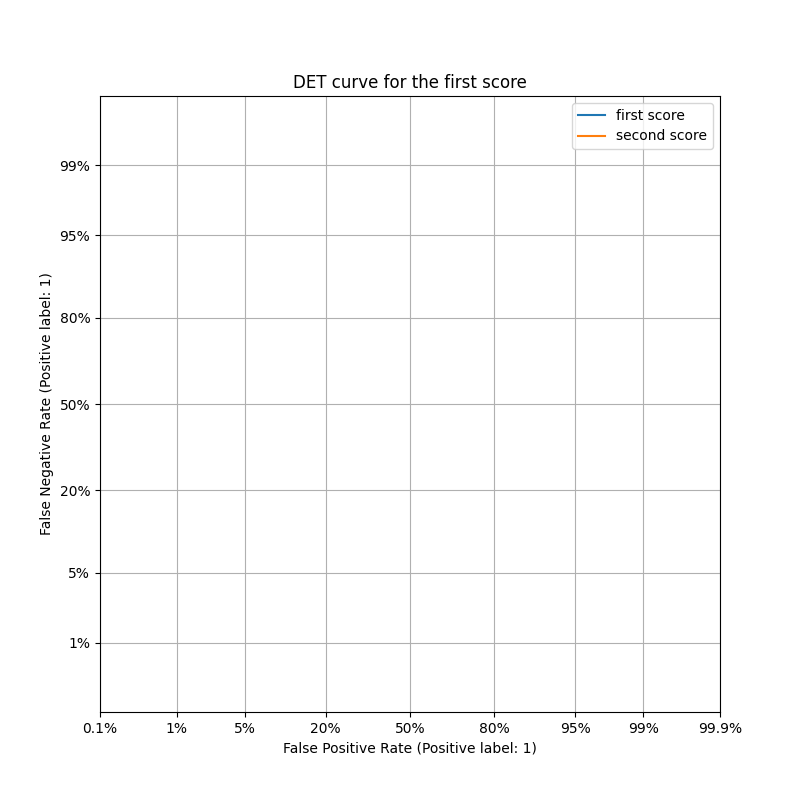 DET curve for the first score
first score
second score
99%
95%
80%
50%
20%
5%
1%
False Negative Rate (Positive label: 1)
0.1% 1% 5% 20% 50% 80% 95% 99% 99.9%
False Positive Rate (Positive label: 1)